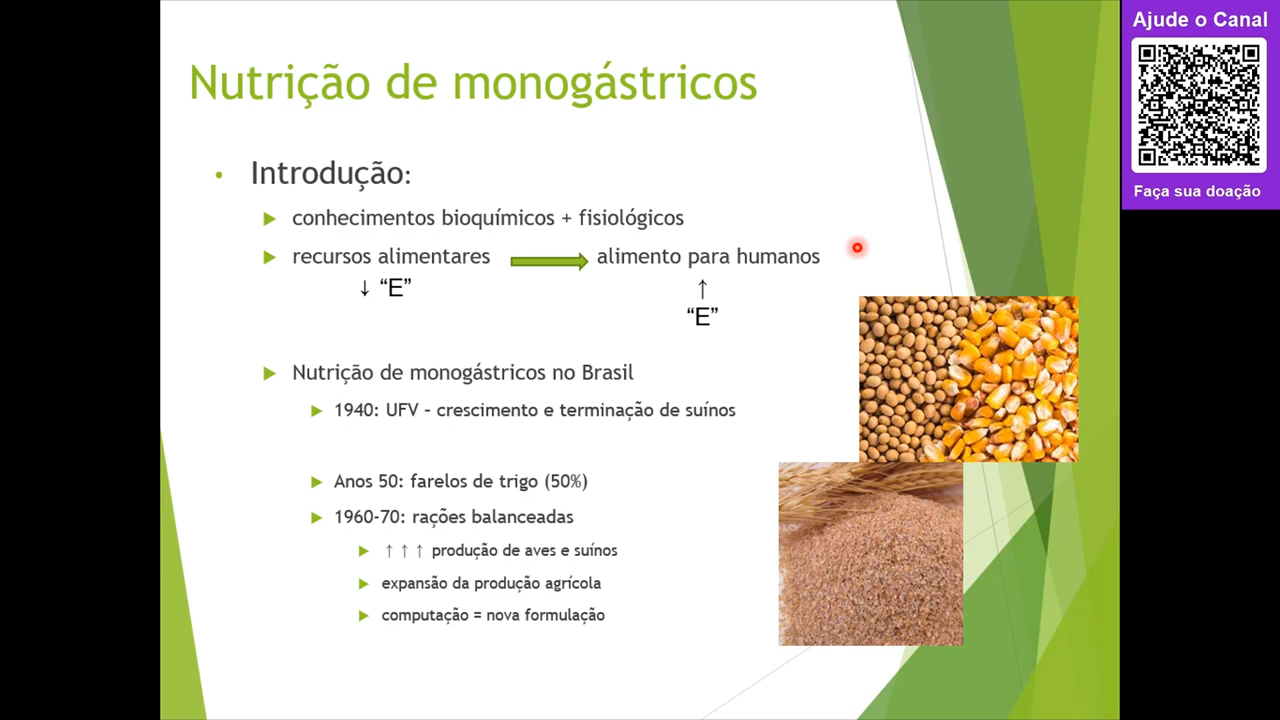 Nutrição de monogástricos
Introdução:
conhecimentos bioquímicos + fisiológicos
recursos alimentares alimento para humanos
↓ “E” ↑
“E”
Nutrição de monogástricos no Brasil
1940: UFV – crescimento e terminação de suínos
Anos 50: farelos de trigo (50%)
1960-70: rações balanceadas
↑ ↑ ↑ produção de aves e suínos
expansão da produção agrícola
computação = nova formulação
Ajude o Canal
Faça sua doação